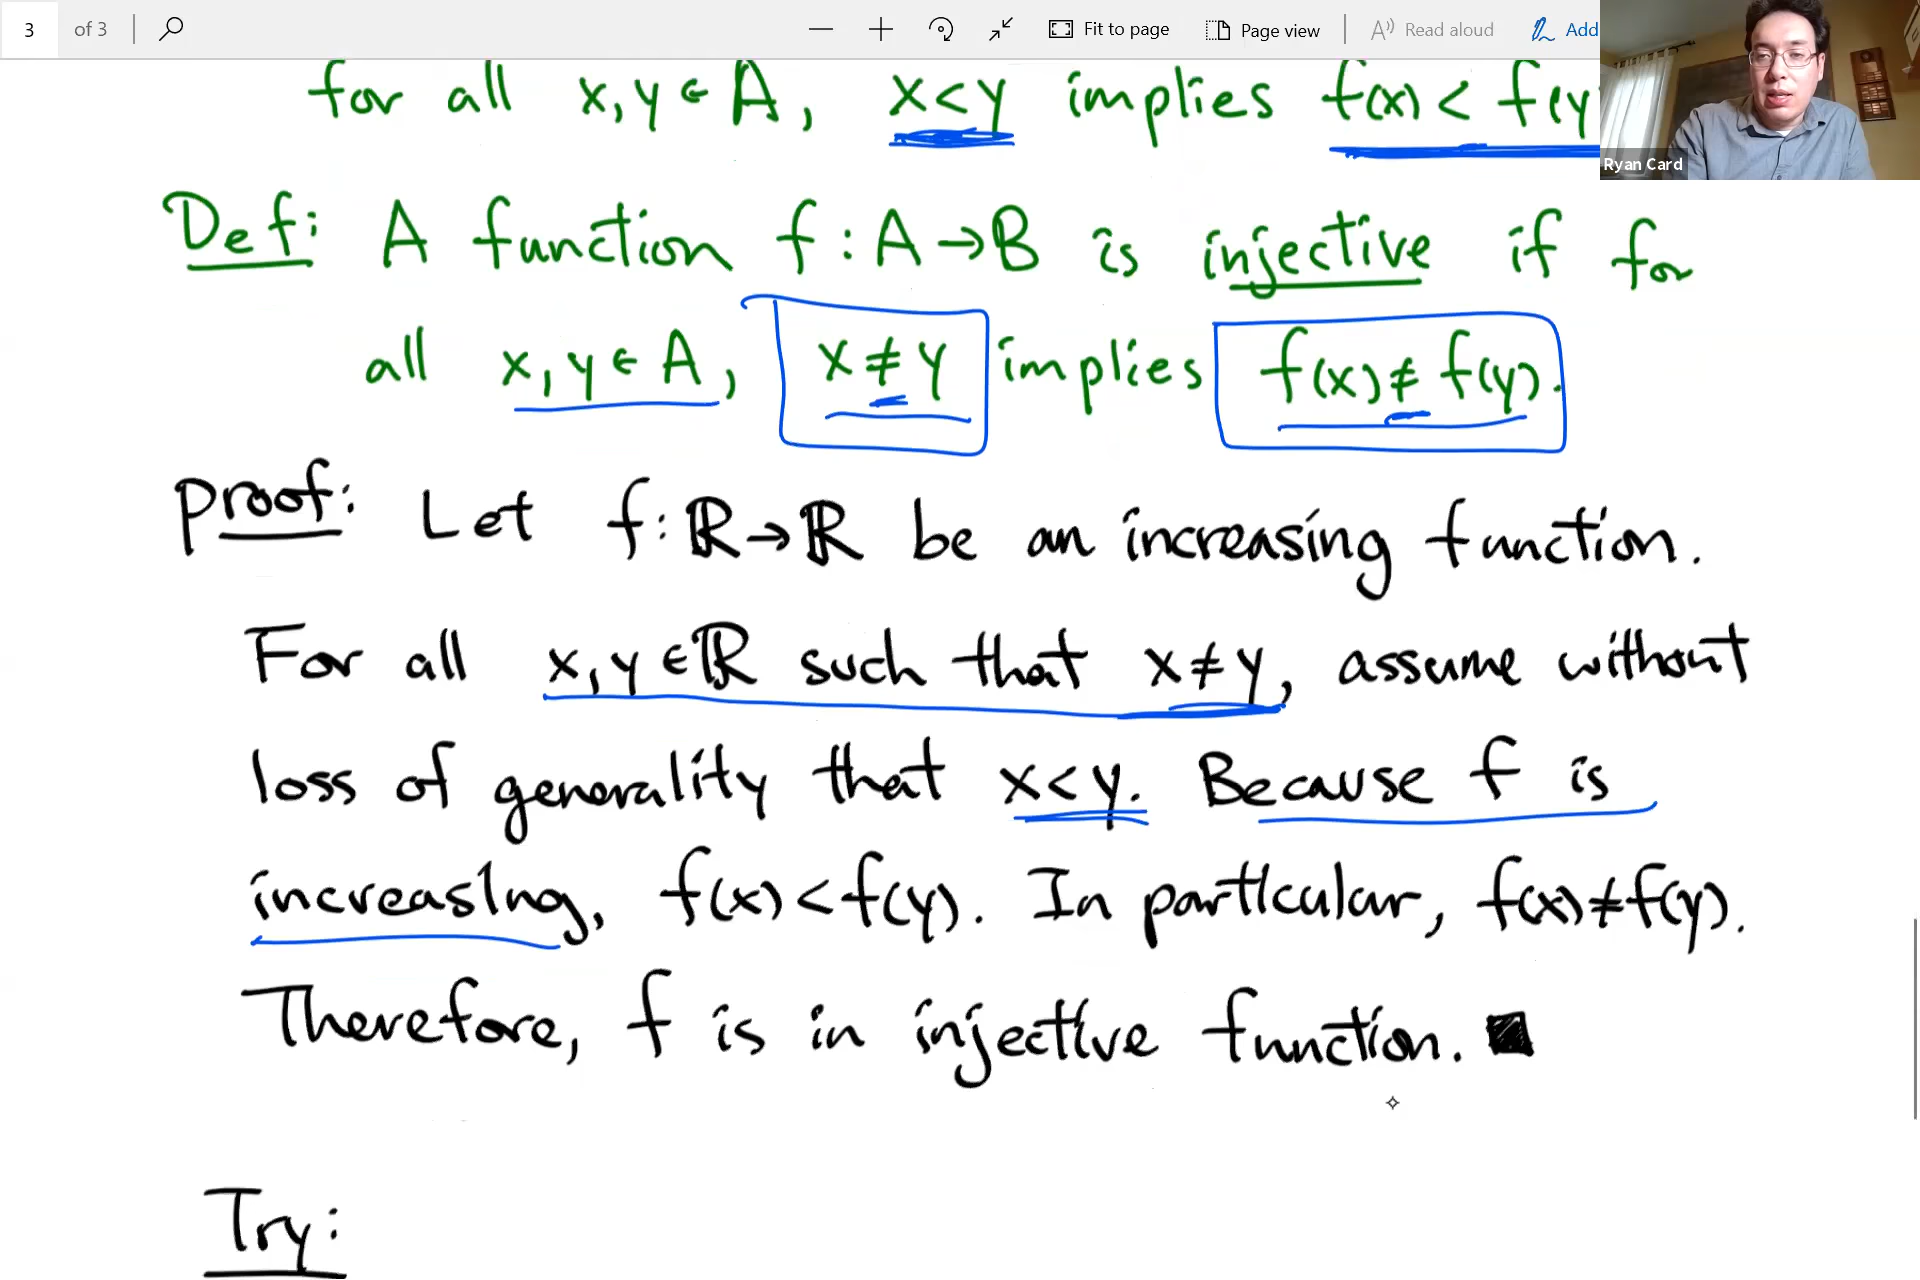 3 of 3 Fit to page Page view Read aloud Add
for all x, y ∈ A, x < y implies f(x) < f(y
Ryan Card
Def: A function f : A → B is injective if for
all x, y ∈ A, x ≠ y implies f(x) ≠ f(y).
Proof: Let f : ℝ → ℝ be an increasing function.
For all x, y ∈ ℝ such that x ≠ y, assume without
loss of generality that x < y. Because f is
increasing, f(x) < f(y). In particular, f(x) ≠ f(y).
Therefore, f is in injective function. ■
Try: